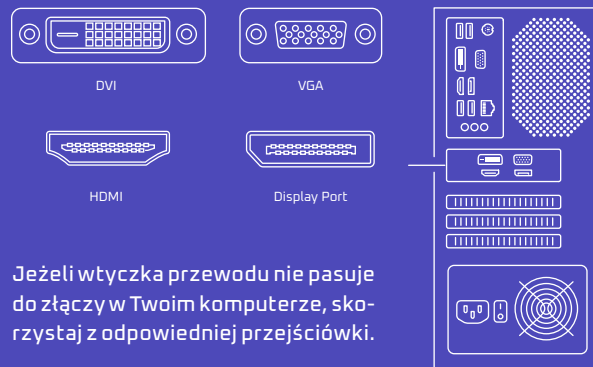 DVI
VGA
HDMI
Display Port
Jeżeli wtyczka przewodu nie pasuje
do złączy w Twoim komputerze, sko-
rzystaj z odpowiedniej przejściówki.